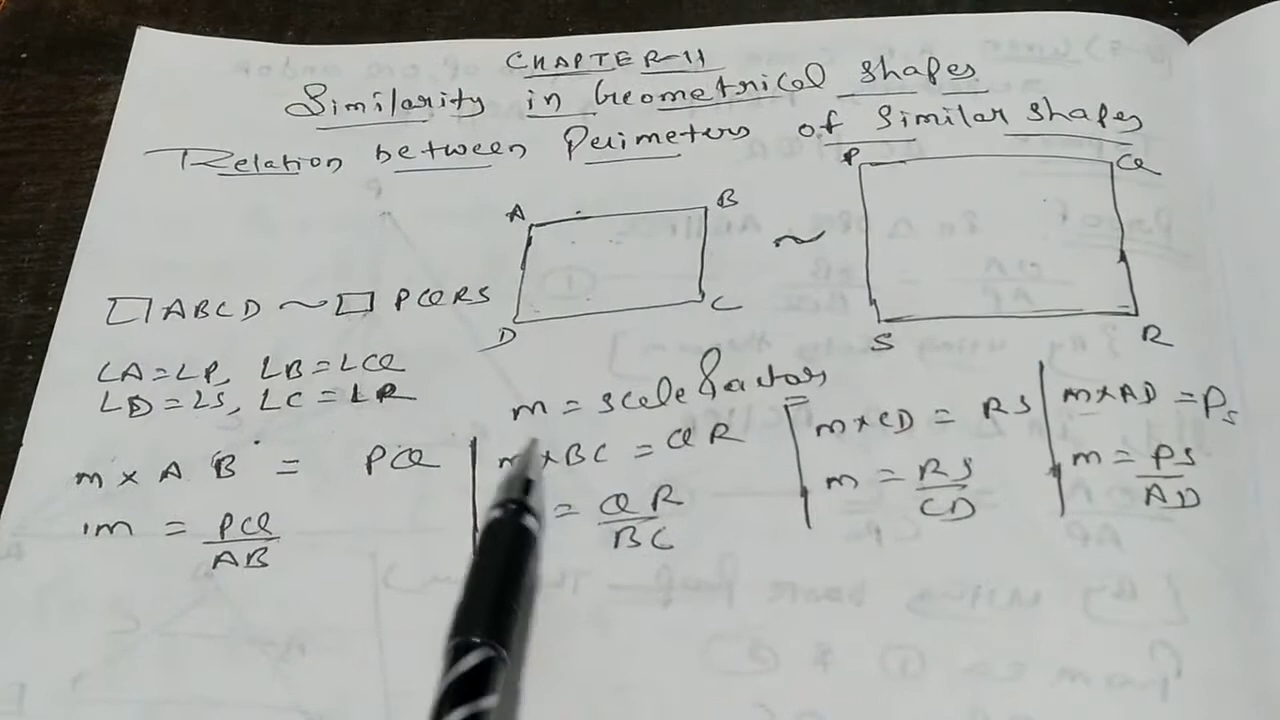 CHAPTER-11
Similarity in Geometrical shapes
Relation between Perimeters of Similar Shapes
A B
D C
~
P Q
S R
□ ABCD ~ □ PQRS
∠A = ∠P, ∠B = ∠Q
∠D = ∠S, ∠C = ∠R
m = scale factor
m × AB = PQ
m = PQ/AB
m × BC = QR
= QR/BC
m × CD = RS
m = RS/CD
m × AD = PS
m = PS/AD